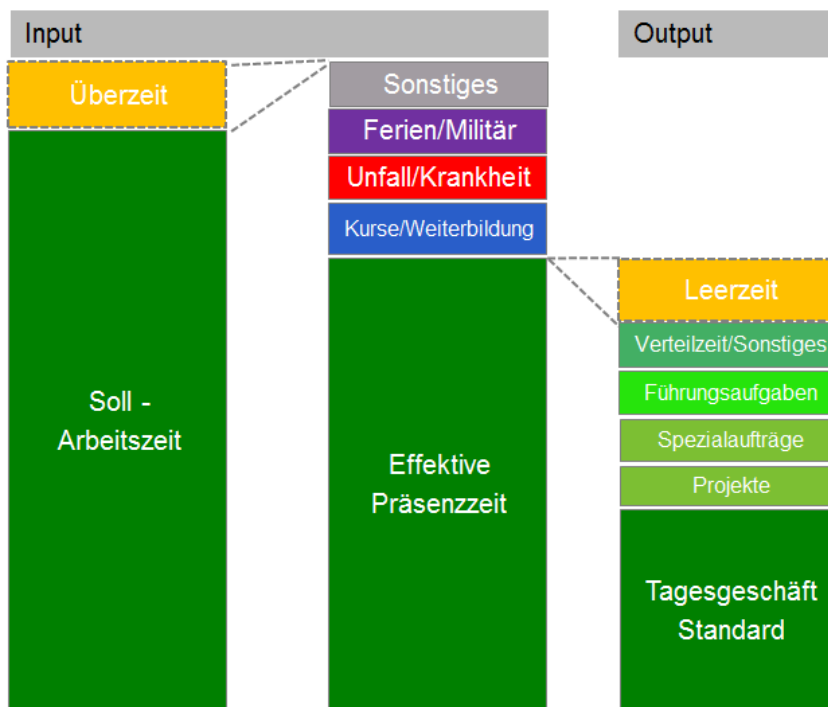 Input
Output
Überzeit
Soll -
Arbeitszeit
Sonstiges
Ferien/Militär
Unfall/Krankheit
Kurse/Weiterbildung
Effektive
Präsenzzeit
Leerzeit
Verteilzeit/Sonstiges
Führungsaufgaben
Spezialaufträge
Projekte
Tagesgeschäft
Standard